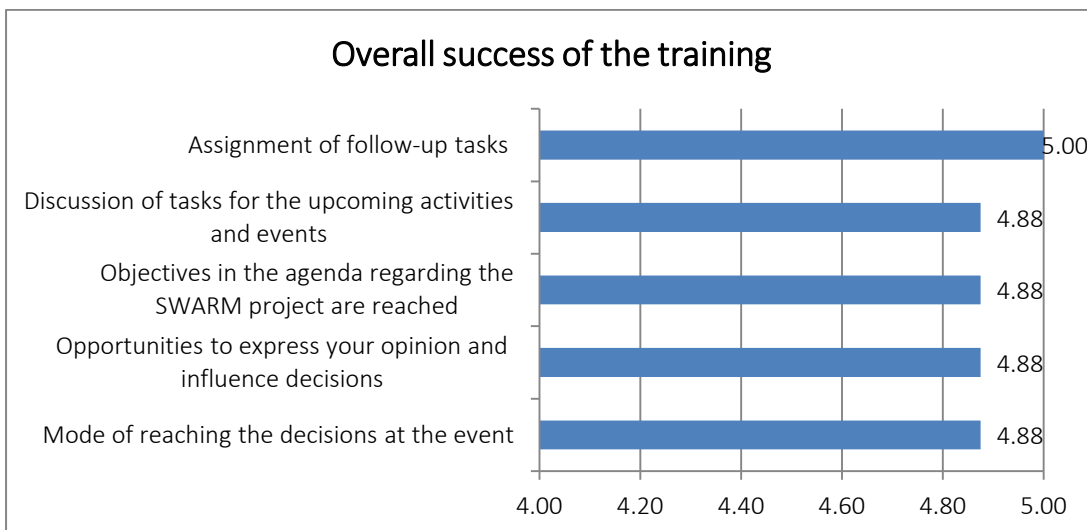 Overall success of the training
Assignment of follow-up tasks
5.00
Discussion of tasks for the upcoming activities
and events
4.88
Objectives in the agenda regarding the
SWARM project are reached
4.88
Opportunities to express your opinion and
influence decisions
4.88
Mode of reaching the decisions at the event
4.88
4.00 4.20 4.40 4.60 4.80 5.00